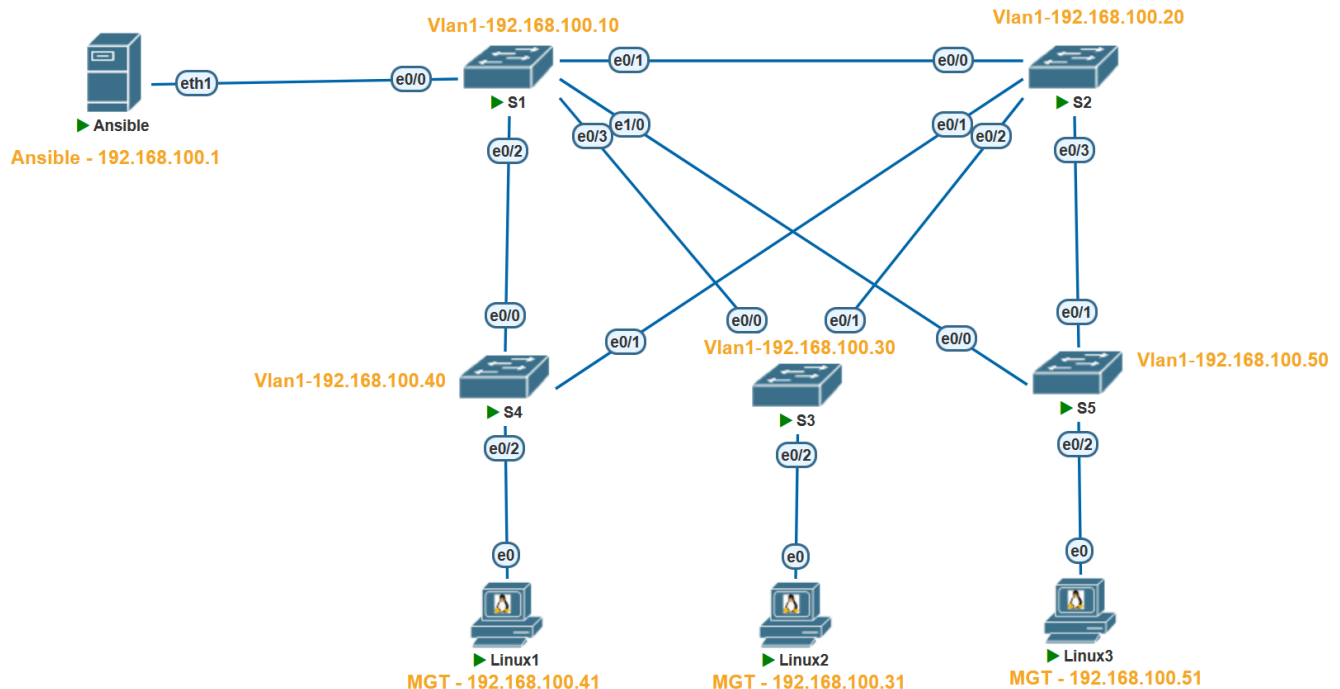 Vlan1-192.168.100.10
Vlan1-192.168.100.20
eth1
e0/0
e0/1
e0/0
S1
S2
Ansible
Ansible - 192.168.100.1
e0/2
e0/3
e1/0
e0/1
e0/2
e0/3
e0/0
e0/1
e0/0
e0/1
e0/0
e0/1
Vlan1-192.168.100.30
Vlan1-192.168.100.40
Vlan1-192.168.100.50
S4
S3
S5
e0/2
e0/2
e0/2
e0
e0
e0
Linux1
Linux2
Linux3
MGT - 192.168.100.41
MGT - 192.168.100.31
MGT - 192.168.100.51